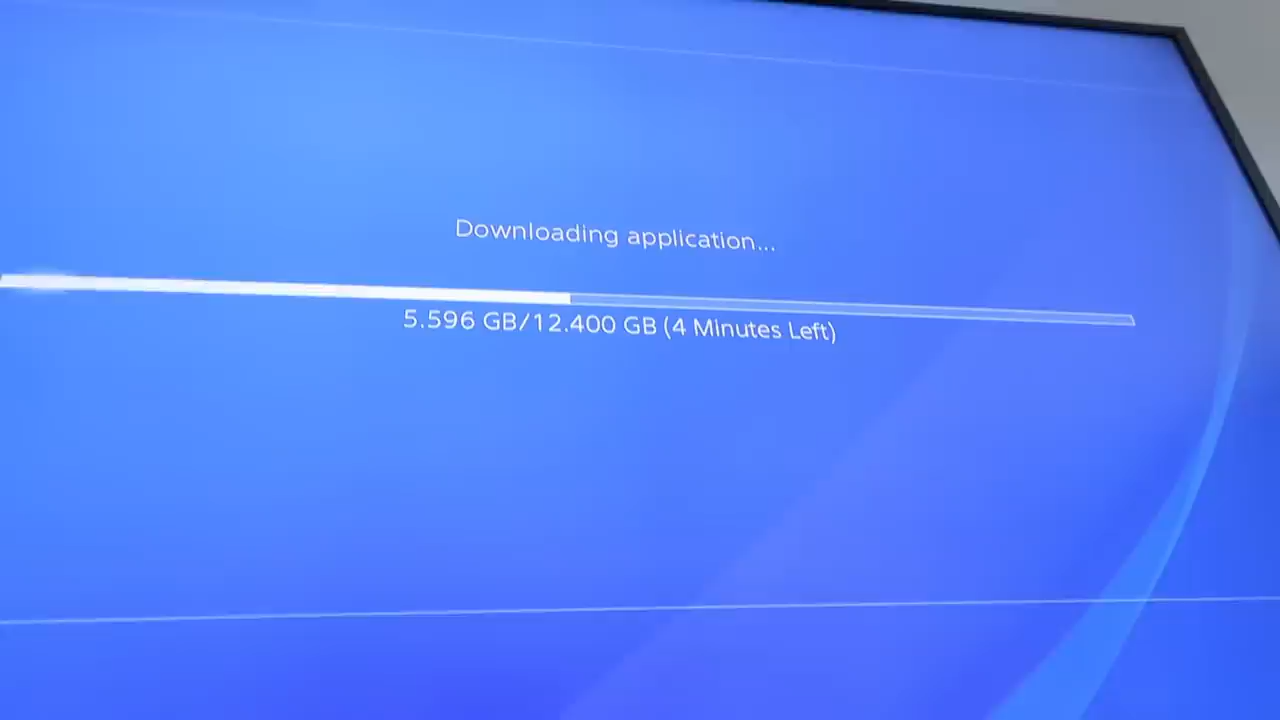 Downloading application...
5.596 GB/12.400 GB (4 Minutes Left)